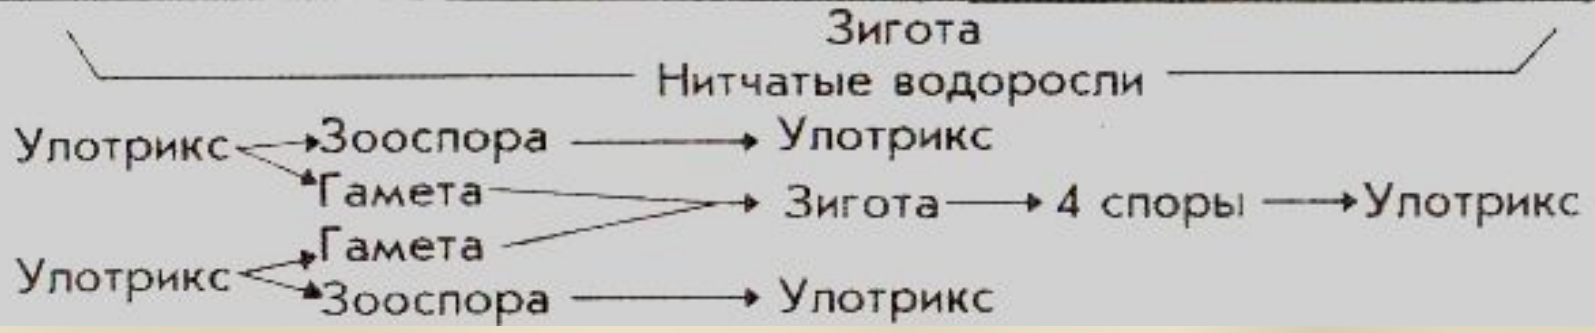 Зигота
Нитчатые водоросли
Улотрикс Зооспора Улотрикс
Гамета Зигота 4 споры Улотрикс
Гамета
Улотрикс Зооспора Улотрикс